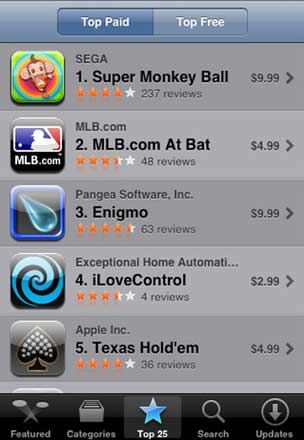 Top Paid
Top Free
SEGA
1. Super Monkey Ball
$9.99
237 reviews
MLB.com
MLB.com
2. MLB.com At Bat
$4.99
48 reviews
Pangea Software, Inc.
3. Enigmo
$9.99
63 reviews
Exceptional Home Automati...
4. iLoveControl
$2.99
4 reviews
Apple Inc.
5. Texas Hold'em
$4.99
36 reviews
Featured
Categories
Top 25
Search
Updates